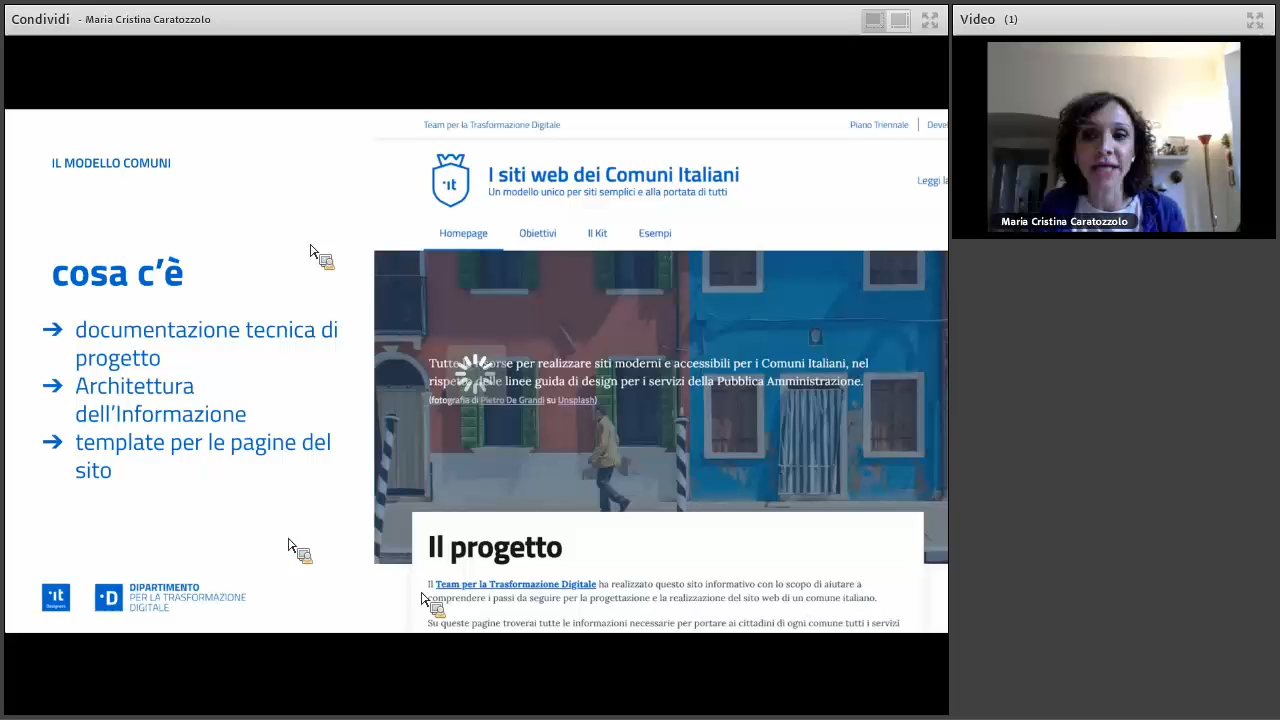 Condividi - Maria Cristina Caratozzolo
Video (1)
Maria Cristina Caratozzolo
IL MODELLO COMUNI
cosa c’è
➔ documentazione tecnica di
progetto
➔ Architettura
dell’Informazione
➔ template per le pagine del
sito
·ıt
Designers
·D
DIPARTIMENTO
PER LA TRASFORMAZIONE
DIGITALE
Team per la Trasformazione Digitale
Piano Triennale
·ıt
I siti web dei Comuni Italiani
Un modello unico per siti semplici e alla portata di tutti
Leggi
Homepage Obiettivi Il Kit Esempi
per realizzare siti moderni e accessibili per i Comuni Italiani, nel
linee guida di design per i servizi della Pubblica Amministrazione.
(fotografia di Pietro De Grandi su Unsplash)
Il progetto
Il Team per la Trasformazione Digitale ha realizzato questo sito informativo con lo scopo di aiutare a
comprendere i passi da seguire per la progettazione e la realizzazione del sito web di un comune italiano.
Su queste pagine troverai tutte le informazioni necessarie per portare ai cittadini di ogni comune tutti i servizi